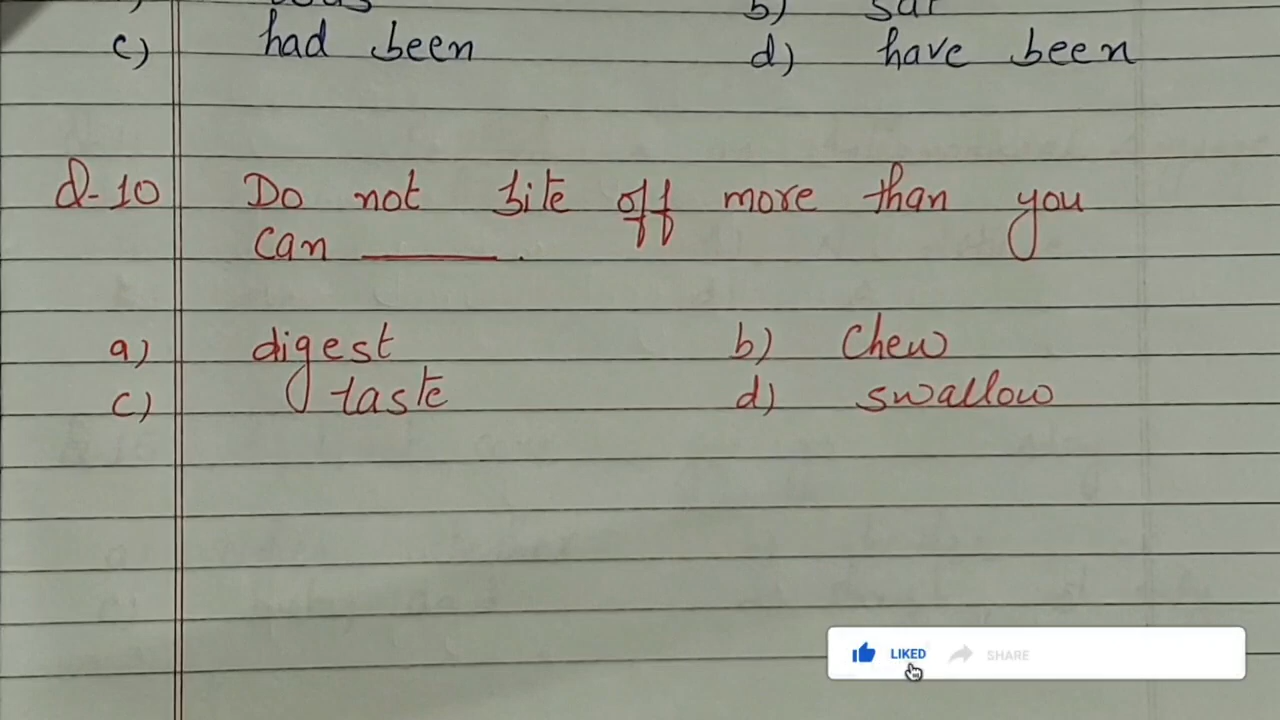 b)
c) had been d) have been
Q-10 Do not bite off more than you
can ______.
a) digest b) Chew
c) taste d) swallow
LIKED SHARE